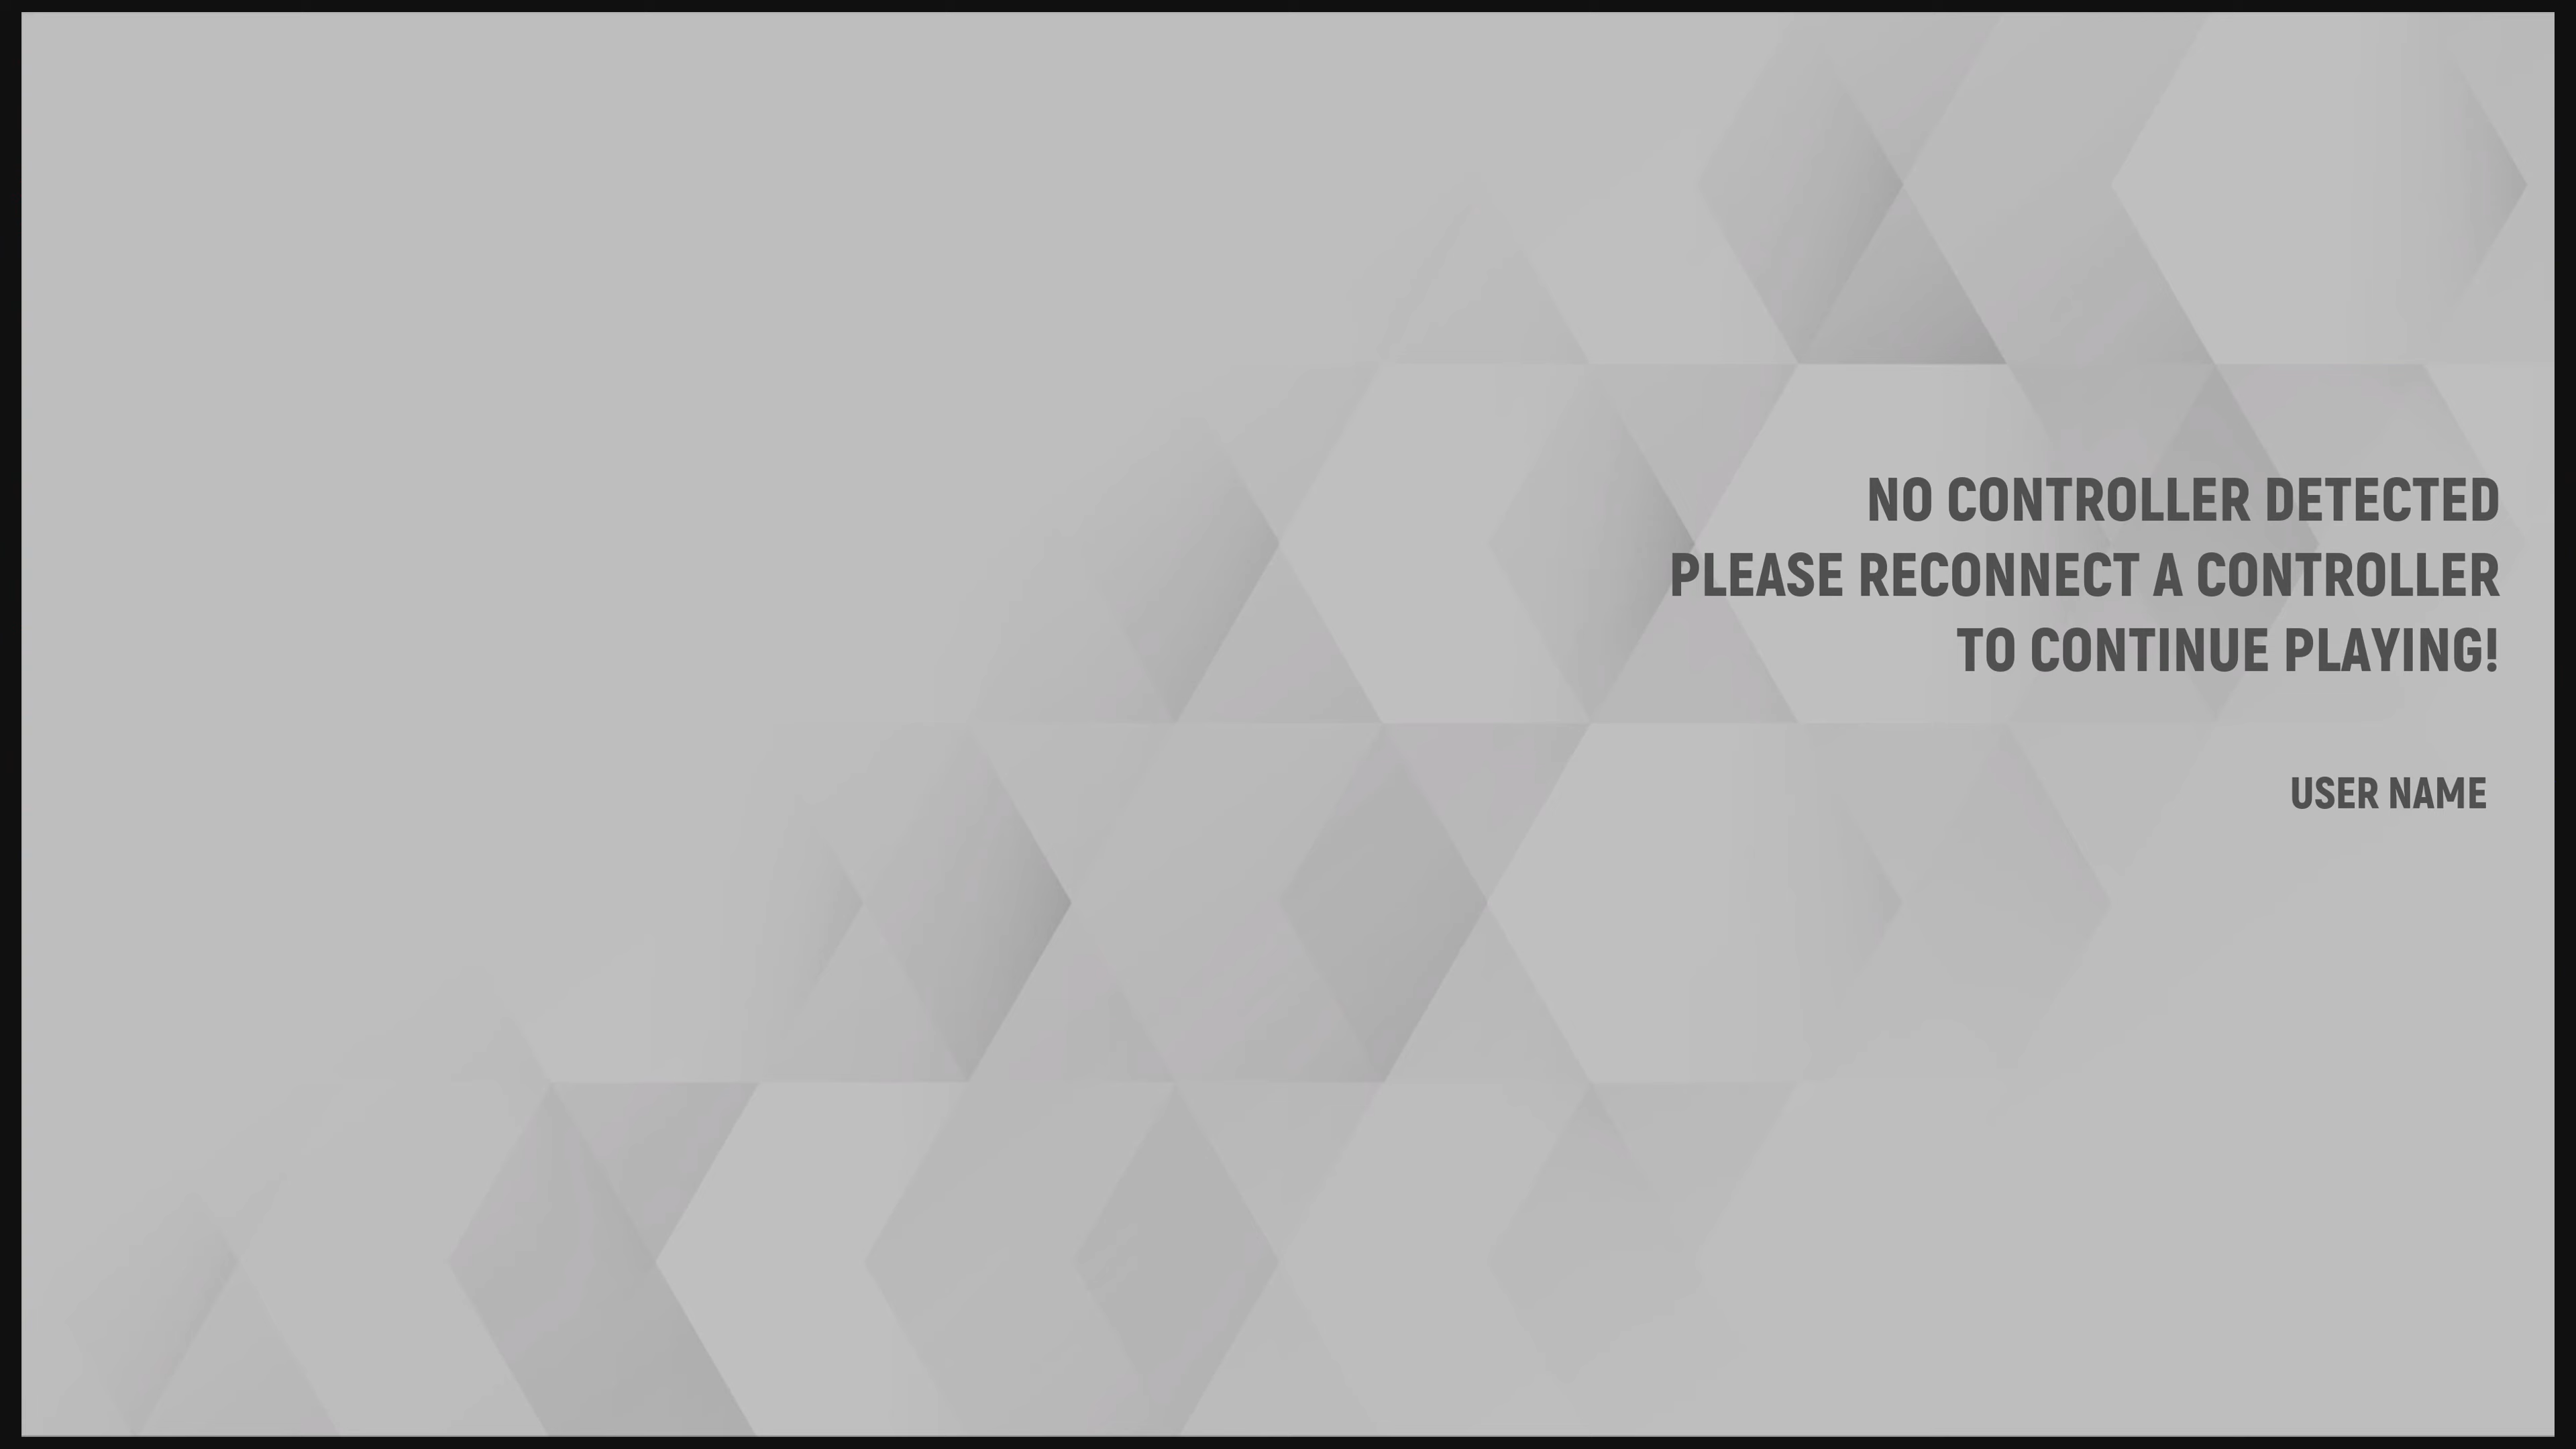 NO CONTROLLER DETECTED
PLEASE RECONNECT A CONTROLLER
TO CONTINUE PLAYING!
USER NAME